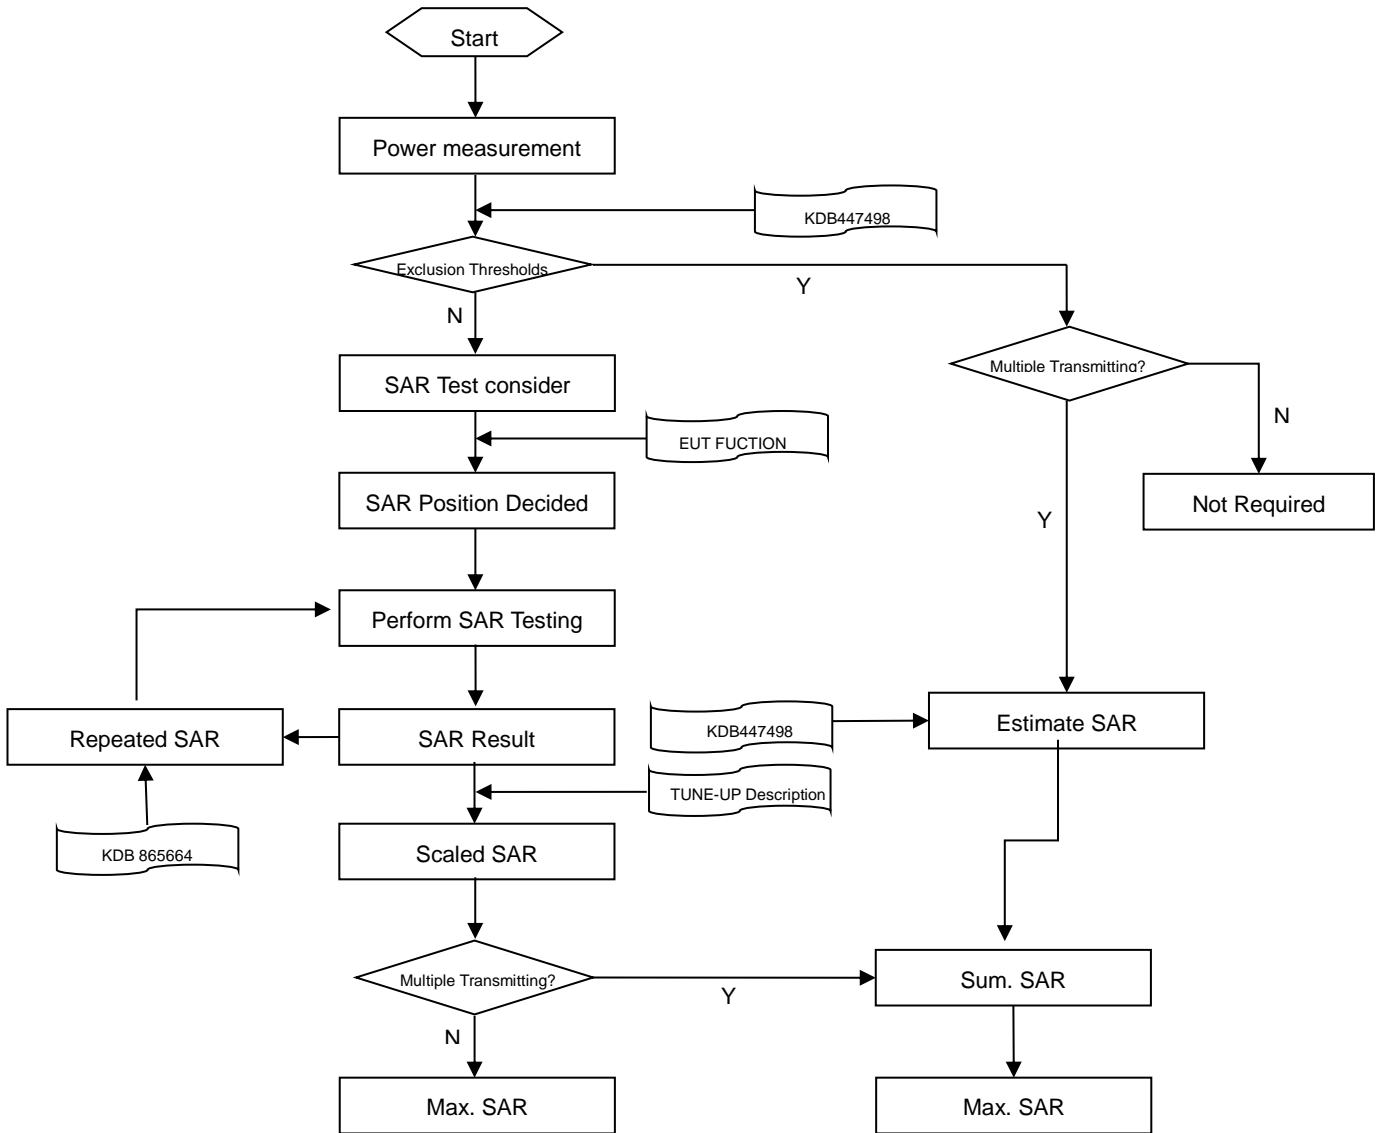 Start
Power measurement
KDB447498
Exclusion Thresholds
Y
N
Multiple Transmitting?
SAR Test consider
N
EUT FUCTION
SAR Position Decided
Not Required
Y
Perform SAR Testing
Repeated SAR
SAR Result
KDB447498
Estimate SAR
TUNE-UP Description
KDB 865664
Scaled SAR
Multiple Transmitting?
Y
Sum. SAR
N
Max. SAR
Max. SAR